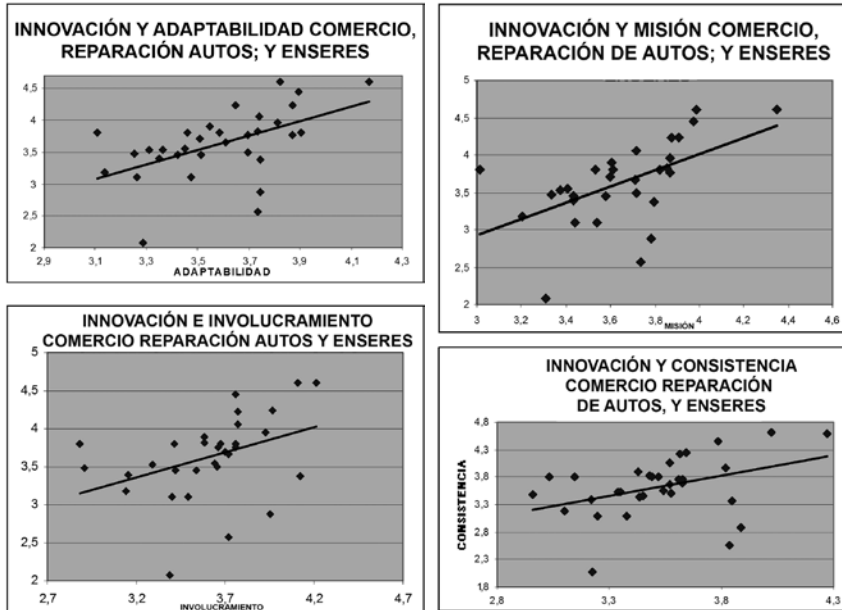 INNOVACIÓN Y ADAPTABILIDAD COMERCIO,
REPARACIÓN AUTOS; Y ENSERES
4,5
4
3,5
3
2,5
2
2,9 3,1 3,3 3,5 3,7 3,9 4,1 4,3
ADAPTABILIDAD
INNOVACIÓN Y MISIÓN COMERCIO,
REPARACIÓN DE AUTOS; Y ENSERES
5
4,5
4
3,5
3
2,5
2
3 3,2 3,4 3,6 3,8 4 4,2 4,4 4,6
MISIÓN
INNOVACIÓN E INVOLUCRAMIENTO
COMERCIO REPARACIÓN AUTOS Y ENSERES
5
4,5
4
3,5
3
2,5
2
2,7 3,2 3,7 4,2 4,7
INVOLUCRAMIENTO
INNOVACIÓN Y CONSISTENCIA
COMERCIO REPARACIÓN
DE AUTOS, Y ENSERES
CONSISTENCIA
4,8
4,3
3,8
3,3
2,8
2,3
1,8
2,8 3,3 3,8 4,3